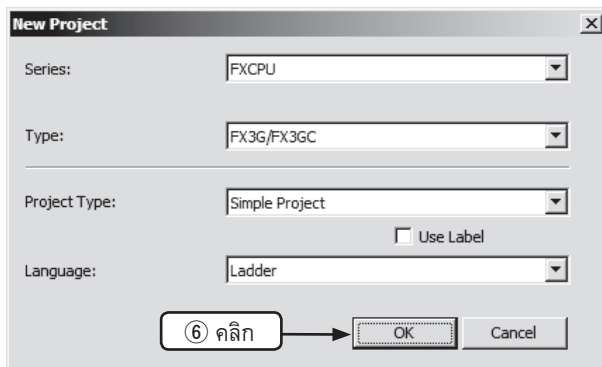 New Project
Series: FXCPU
Type: FX3G/FX3GC
Project Type: Simple Project
Use Label
Language: Ladder
⑥ คลิก OK Cancel